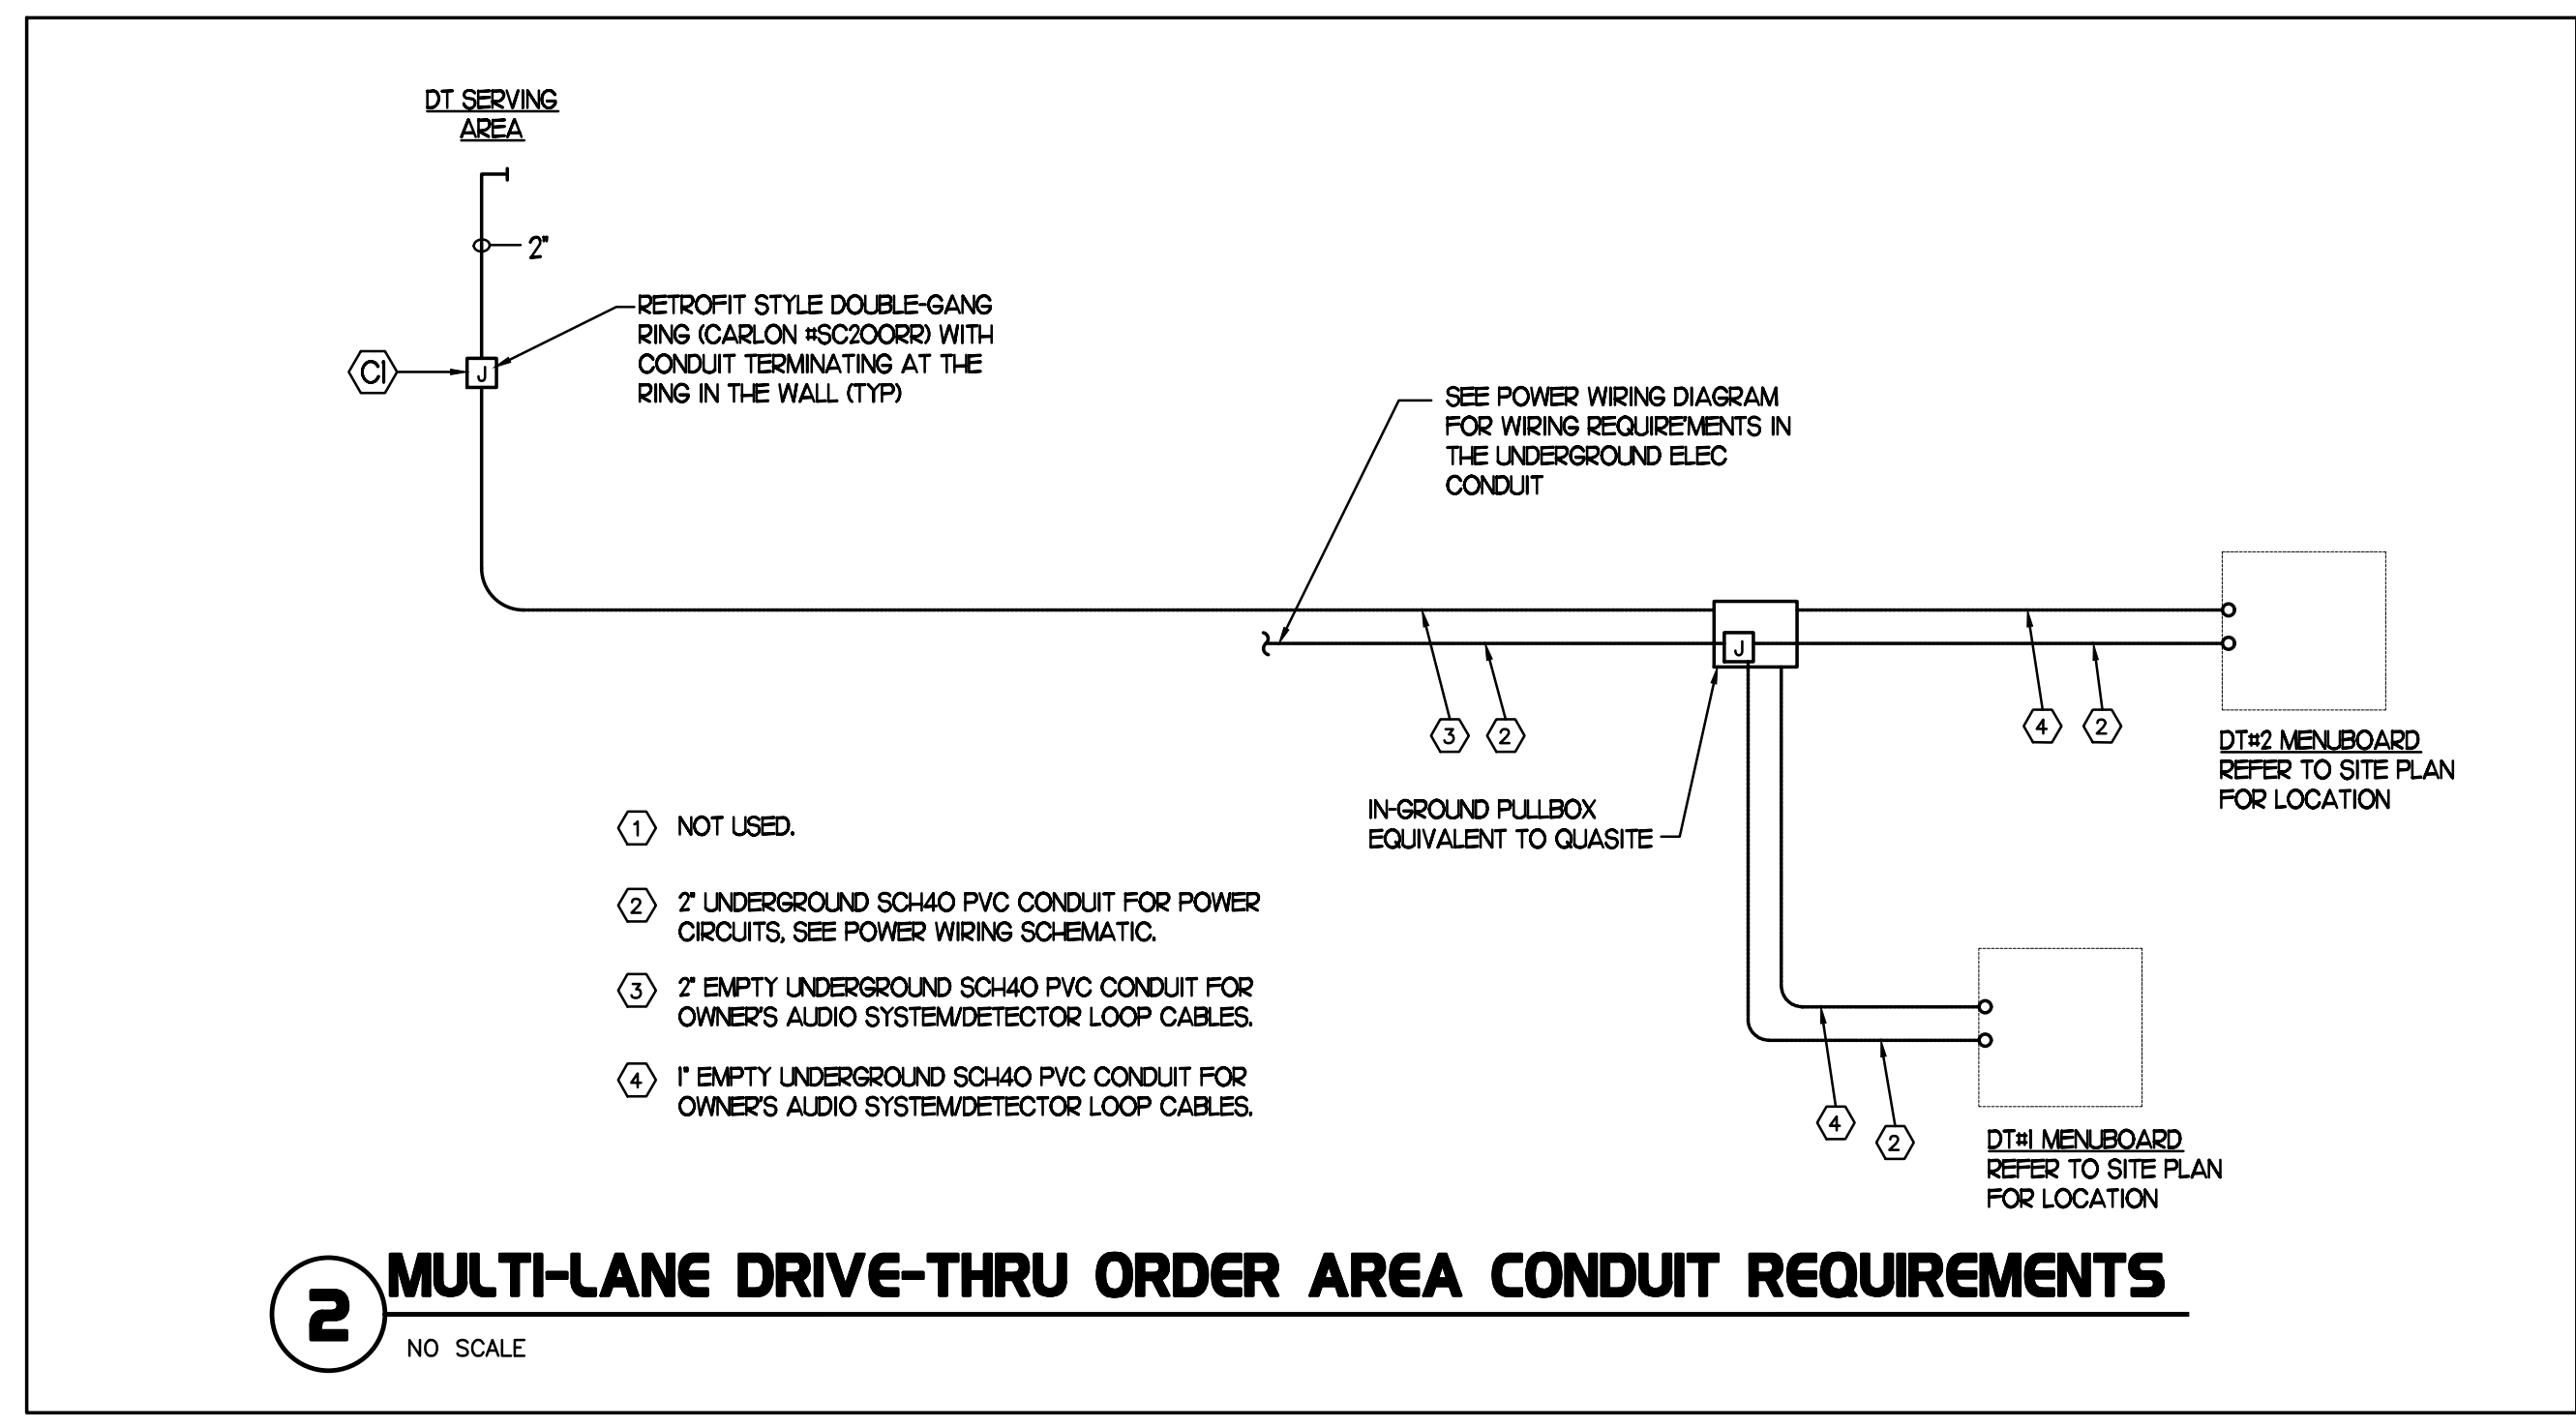 DT SERVING
AREA
2"
RETROFIT STYLE DOUBLE-GANG
RING (CARLON #SC200RR) WITH
CONDUIT TERMINATING AT THE
RING IN THE WALL (TYP)
C1
J
SEE POWER WIRING DIAGRAM
FOR WIRING REQUIRE'MENTS IN
THE UNDERGROUND ELEC
CONDUIT
J
3
2
4
2
DT#2 MENUBOARD
REFER TO SITE PLAN
FOR LOCATION
IN-GROUND PULLBOX
EQUIVALENT TO QUASITE
1 NOT USED.
2 2" UNDERGROUND SCH40 PVC CONDUIT FOR POWER
CIRCUITS, SEE POWER WIRING SCHEMATIC.
3 2" EMPTY UNDERGROUND SCH40 PVC CONDUIT FOR
OWNER'S AUDIO SYSTEM/DETECTOR LOOP CABLES.
4 1" EMPTY UNDERGROUND SCH40 PVC CONDUIT FOR
OWNER'S AUDIO SYSTEM/DETECTOR LOOP CABLES.
4
2
DT#1 MENUBOARD
REFER TO SITE PLAN
FOR LOCATION
2 MULTI-LANE DRIVE-THRU ORDER AREA CONDUIT REQUIREMENTS
NO SCALE